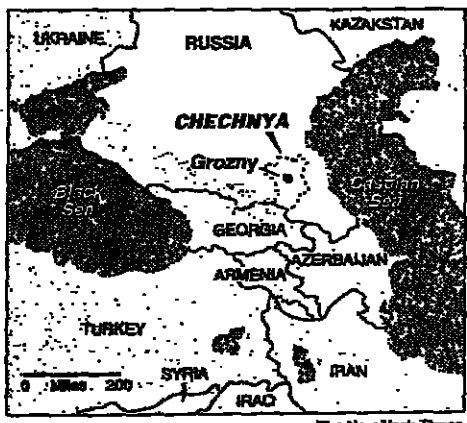 UKRAINE
RUSSIA
KAZAKSTAN
CHECHNYA
Grozny
Black
Sea
Caspian
Sea
GEORGIA
ARMENIA
AZERBAIJAN
TURKEY
SYRIA
IRAN
IRAQ
0 Miles 200